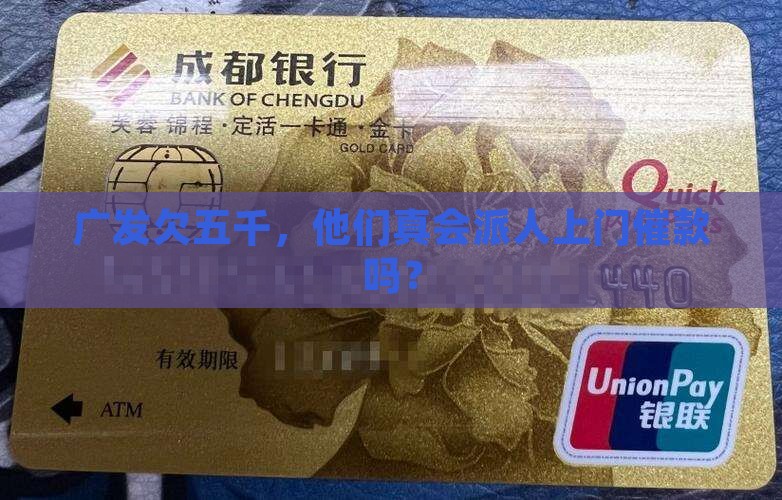 成都银行
BANK OF CHENGDU
芙蓉 锦程·定活一卡通·金卡
GOLD CARD
Quick
广发欠五千，他们真会派人上门催款
吗？
440
有效期限
ATM
UnionPay
银联